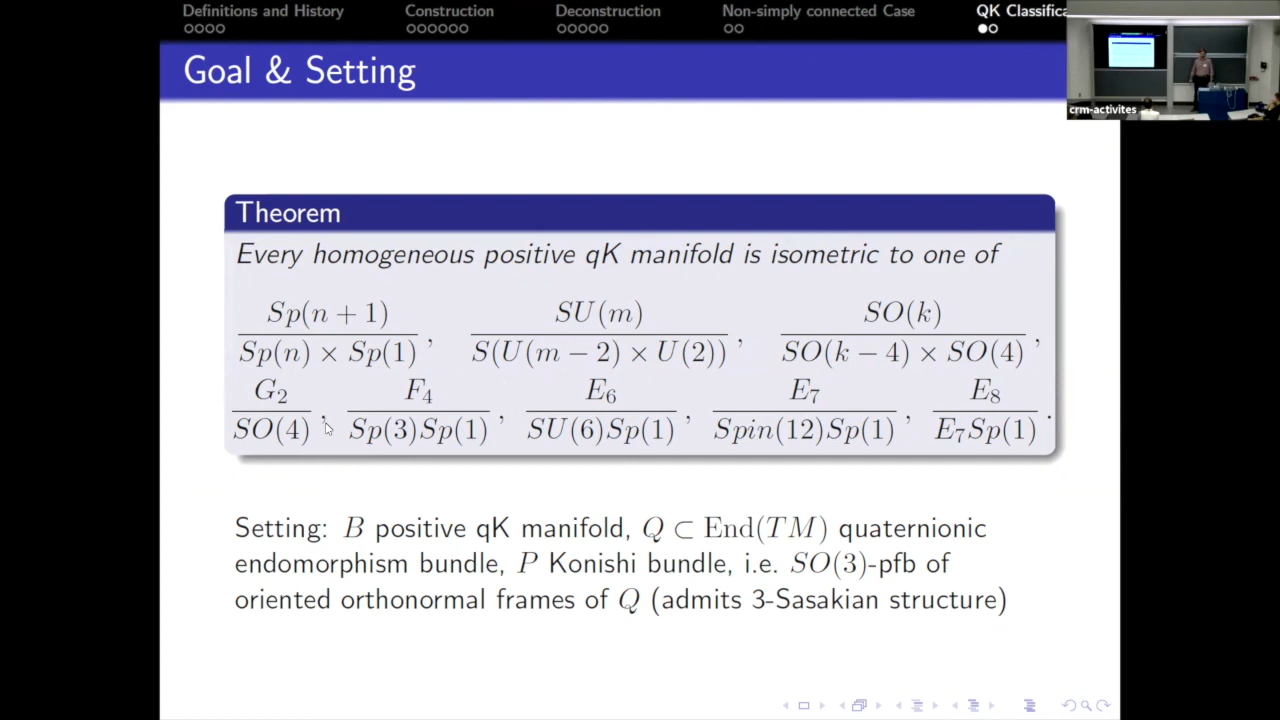 Definitions and History Construction Deconstruction Non-simply connected Case QK Classifica
crm-activites
Goal & Setting
Theorem
Every homogeneous positive qK manifold is isometric to one of
Sp(n + 1) / Sp(n) × Sp(1) , SU(m) / S(U(m − 2) × U(2)) , SO(k) / SO(k − 4) × SO(4) ,
G₂ / SO(4) , F₄ / Sp(3)Sp(1) , E₆ / SU(6)Sp(1) , E₇ / Spin(12)Sp(1) , E₈ / E₇Sp(1) .
Setting: B positive qK manifold, Q ⊂ End(TM) quaternionic
endomorphism bundle, P Konishi bundle, i.e. SO(3)-pfb of
oriented orthonormal frames of Q (admits 3-Sasakian structure)